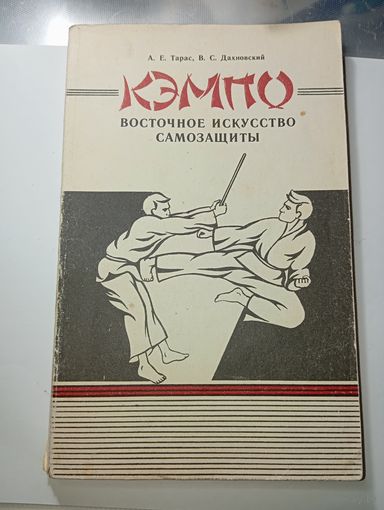 А. Е. Тарас, В. С. Дахновский
КЭМПО
ВОСТОЧНОЕ ИСКУССТВО
САМОЗАЩИТЫ